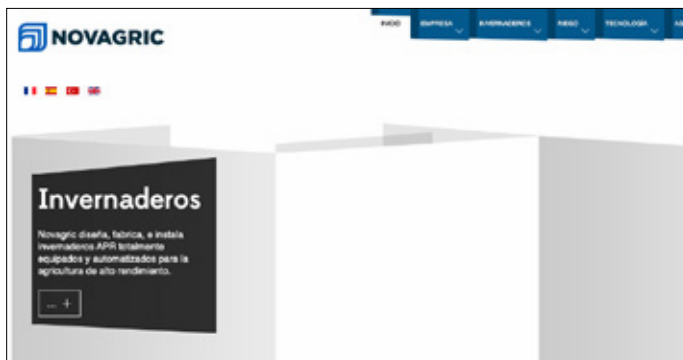 NOVAGRIC
INICIO
EMPRESA
INVERNADEROS
RIEGO
TECNOLOGÍA
Invernaderos
Novagric diseña, fabrica, e instala
invernaderos APR totalmente
equipados y automatizados para la
agricultura de alto rendimiento.
... +